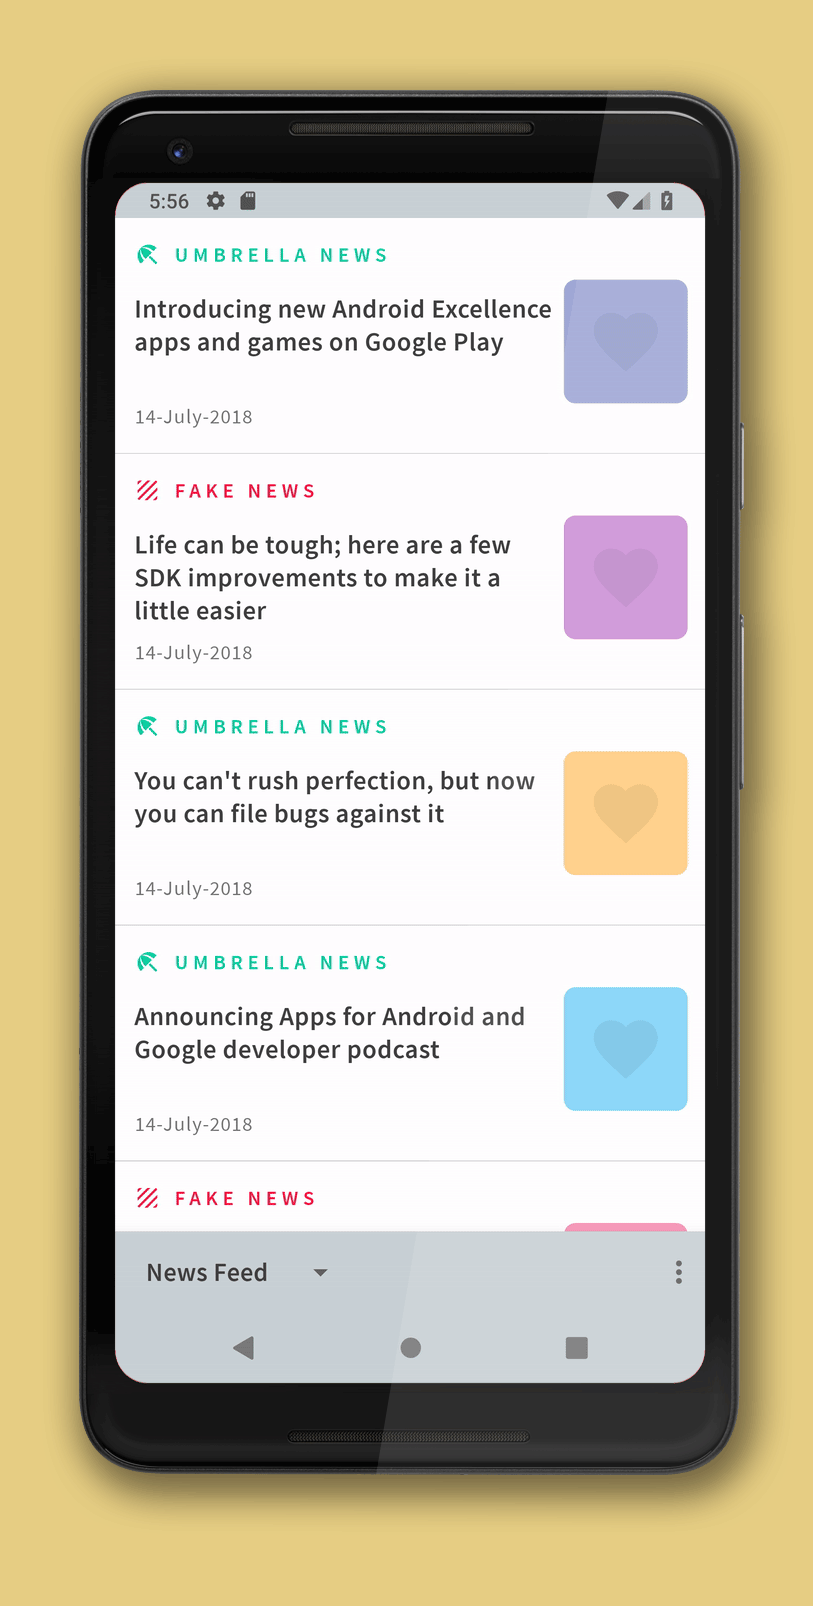 5:56
UMBRELLA NEWS
Introducing new Android Excellence
apps and games on Google Play
14-July-2018
FAKE NEWS
Life can be tough; here are a few
SDK improvements to make it a
little easier
14-July-2018
UMBRELLA NEWS
You can't rush perfection, but now
you can file bugs against it
14-July-2018
UMBRELLA NEWS
Announcing Apps for Android and
Google developer podcast
14-July-2018
FAKE NEWS
News Feed